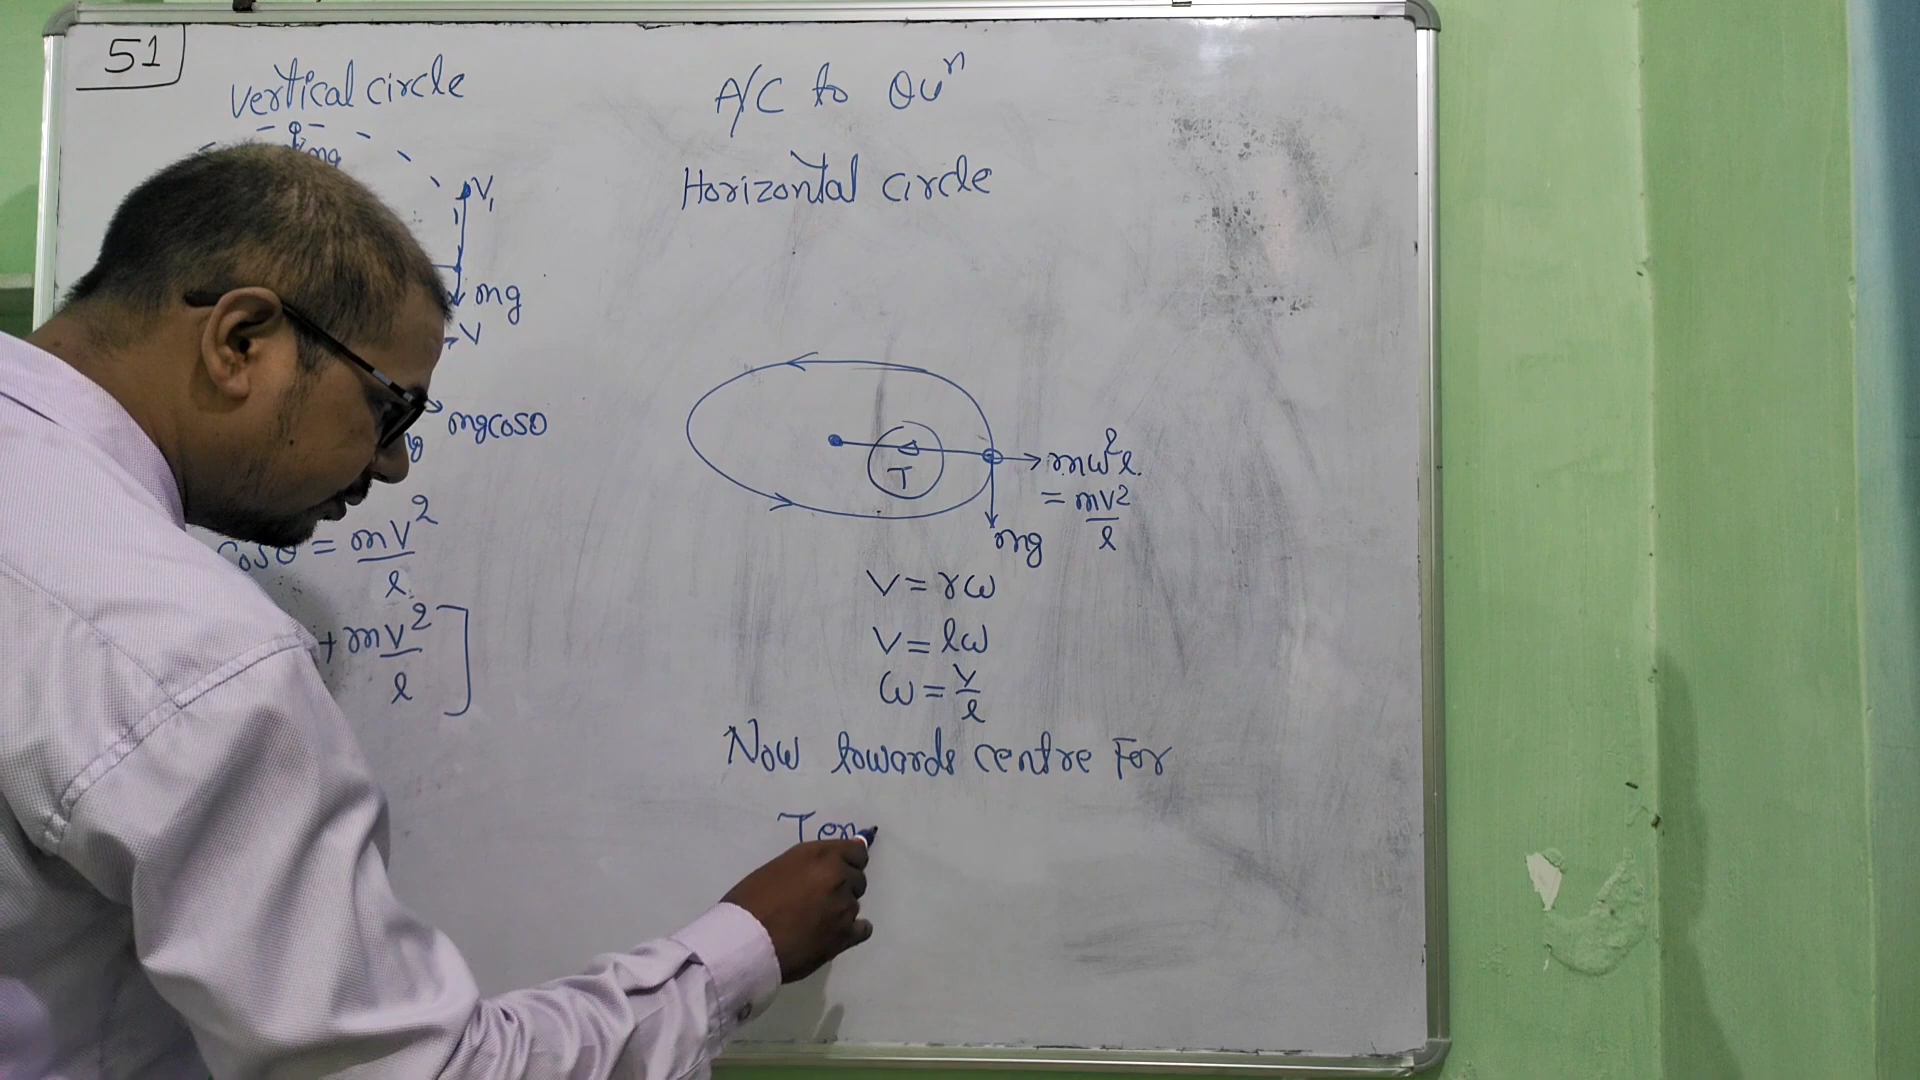 51
Vertical circle
mg
V₁
mg
V
mgcosθ
cosθ = mv²/l
+ mv²/l
A/C to Quⁿ
Horizontal circle
T
mω²l
= mv²/l
mg
V = rω
V = lω
ω = v/l
Now towards centre For
Ten